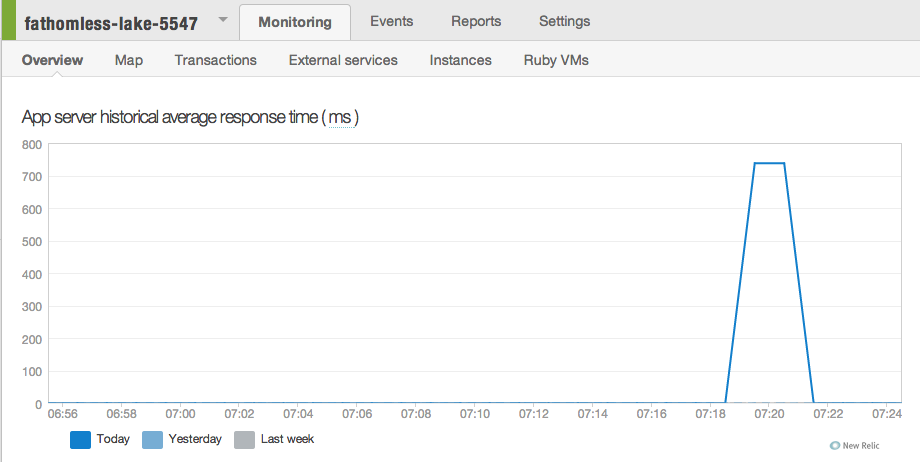 fathomless-lake-5547 Monitoring Events Reports Settings
Overview Map Transactions External services Instances Ruby VMs
App server historical average response time ( ms )
800
700
600
500
400
300
200
100
0
06:56 06:58 07:00 07:02 07:04 07:06 07:08 07:10 07:12 07:14 07:16 07:18 07:20 07:22 07:24
Today Yesterday Last week
New Relic